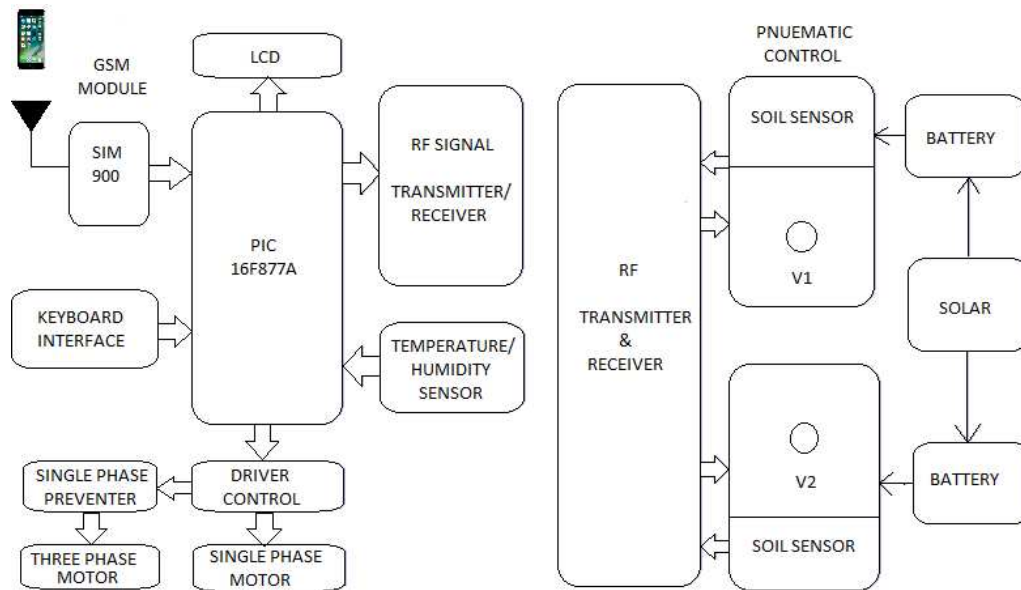 GSM
MODULE
SIM
900
LCD
PIC
16F877A
RF SIGNAL
TRANSMITTER/
RECEIVER
KEYBOARD
INTERFACE
TEMPERATURE/
HUMIDITY
SENSOR
SINGLE PHASE
PREVENTER
DRIVER
CONTROL
THREE PHASE
MOTOR
SINGLE PHASE
MOTOR
RF
TRANSMITTER
&
RECEIVER
PNUEMATIC
CONTROL
SOIL SENSOR
V1
BATTERY
SOLAR
V2
SOIL SENSOR
BATTERY